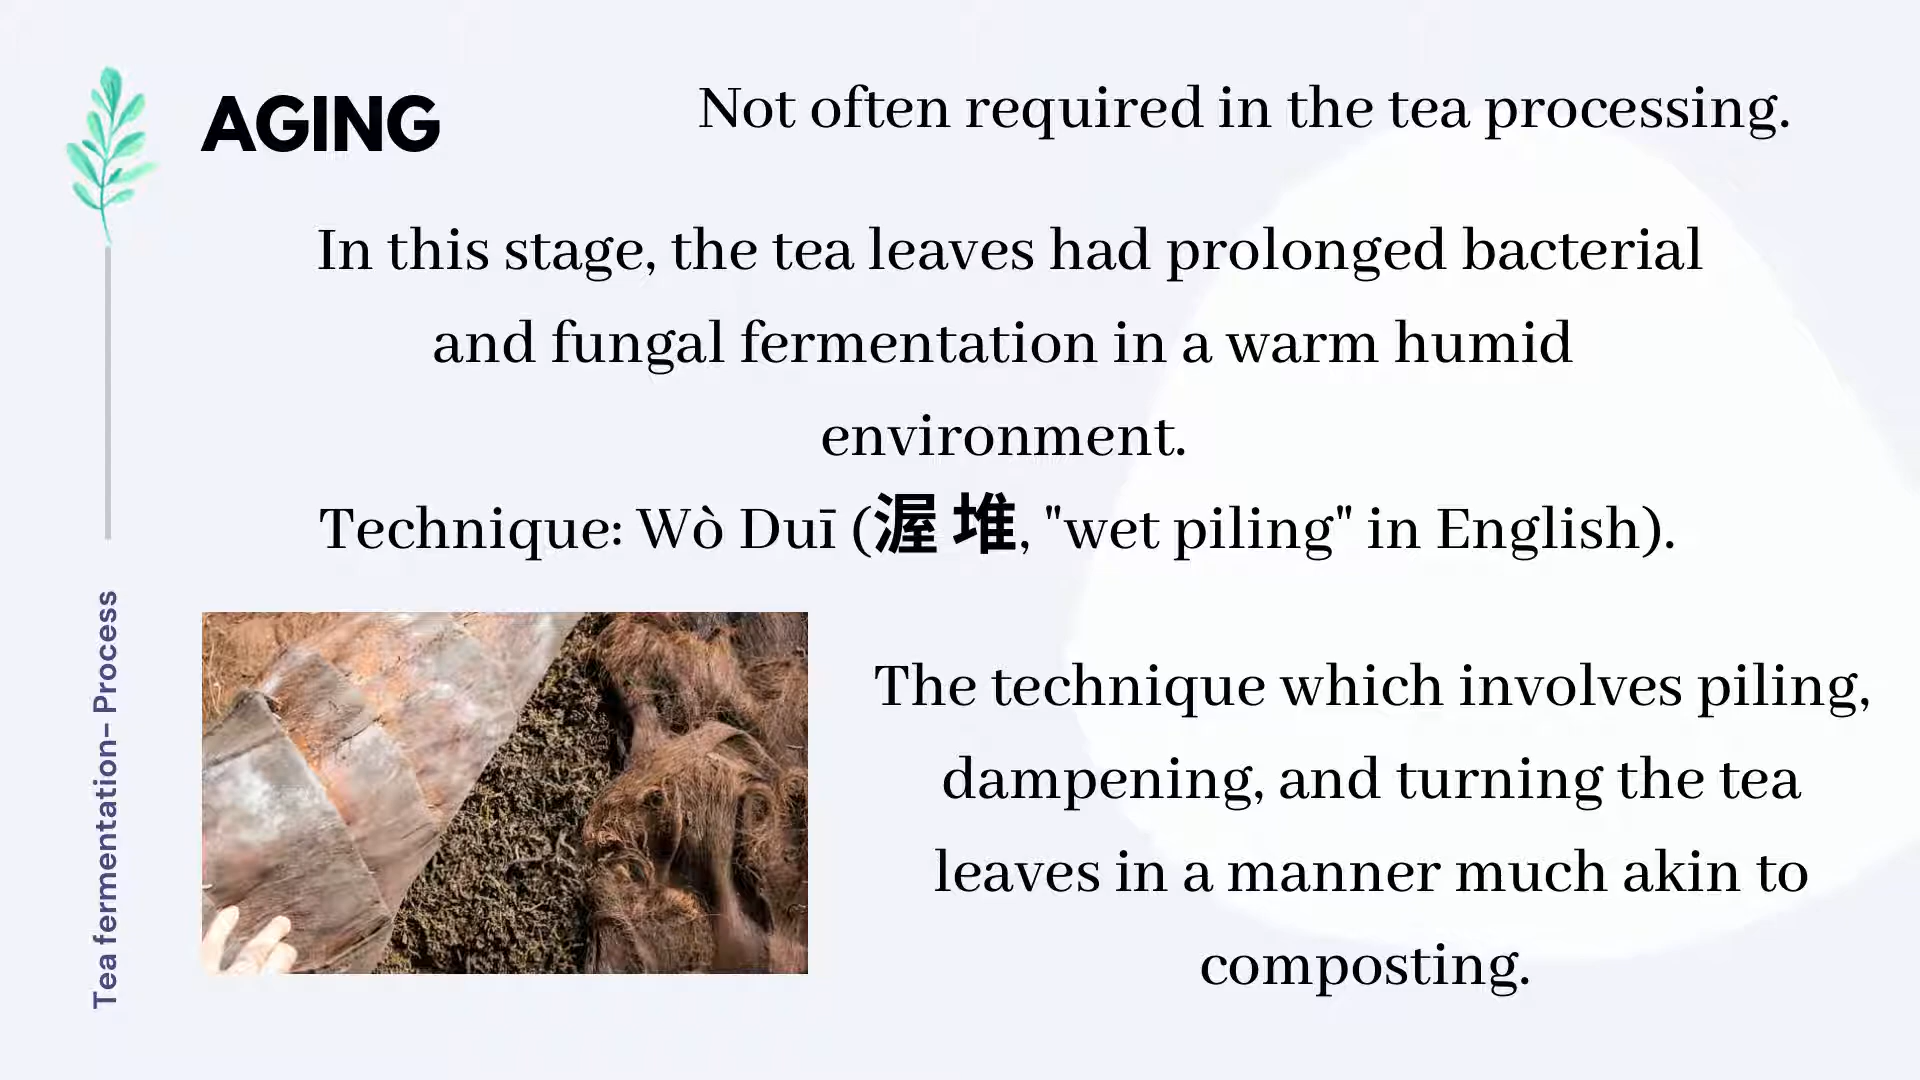 AGING
Not often required in the tea processing.
In this stage, the tea leaves had prolonged bacterial
and fungal fermentation in a warm humid
environment.
Technique: Wò Duī (渥 堆, "wet piling" in English).
The technique which involves piling,
dampening, and turning the tea
leaves in a manner much akin to
composting.
Tea fermentation– Process